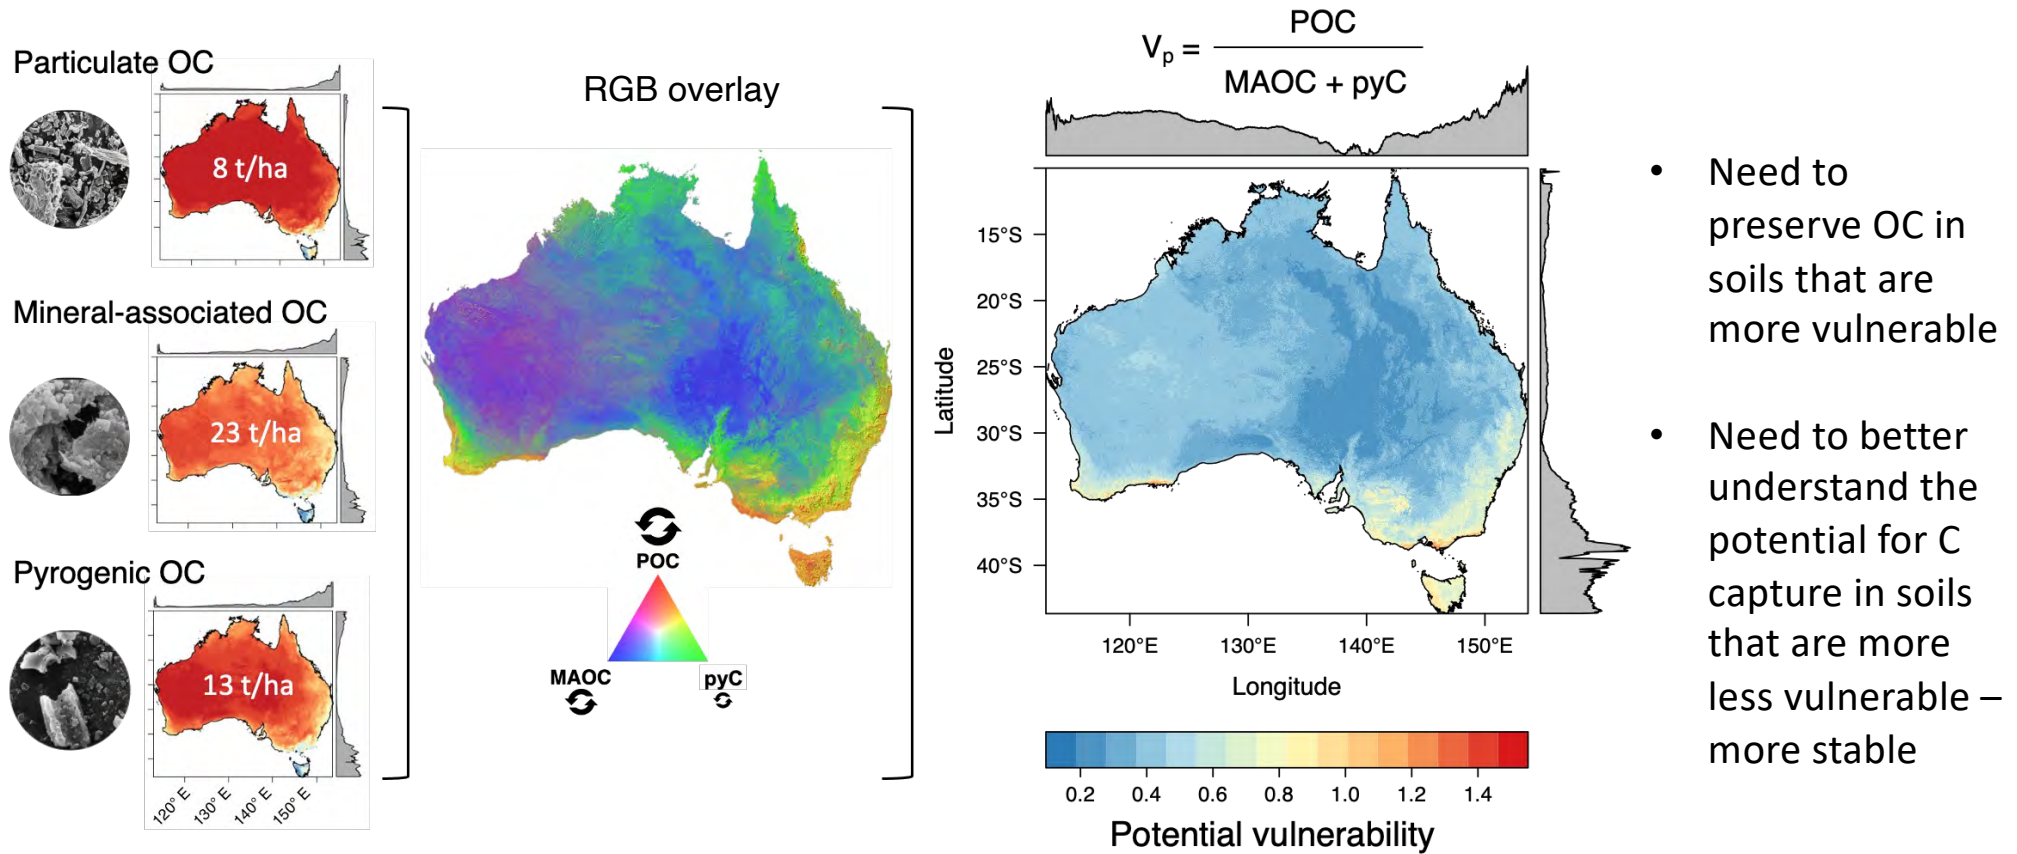 Particulate OC
8 t/ha
Mineral-associated OC
23 t/ha
Pyrogenic OC
13 t/ha
120° E
130° E
140° E
150° E
RGB overlay
POC
MAOC
pyC
Vp =
POC
MAOC + pyC
Latitude
15°S
20°S
25°S
30°S
35°S
40°S
120°E
130°E
140°E
150°E
Longitude
0.2
0.4
0.6
0.8
1.0
1.2
1.4
Potential vulnerability
• Need to
preserve OC in
soils that are
more vulnerable
• Need to better
understand the
potential for C
capture in soils
that are more
less vulnerable –
more stable